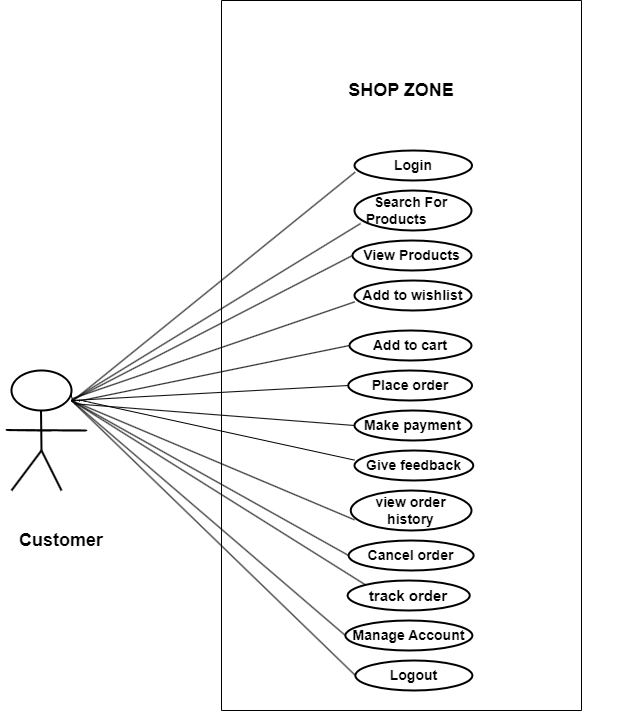 SHOP ZONE
Login
Search For
Products
View Products
Add to wishlist
Add to cart
Place order
Make payment
Give feedback
view order
history
Cancel order
track order
Manage Account
Logout
Customer